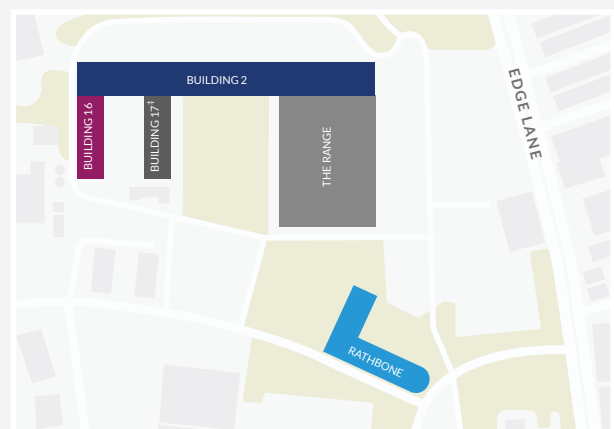 BUILDING 2
BUILDING 16
BUILDING 17‡
THE RANGE
EDGE LANE
RATHBONE